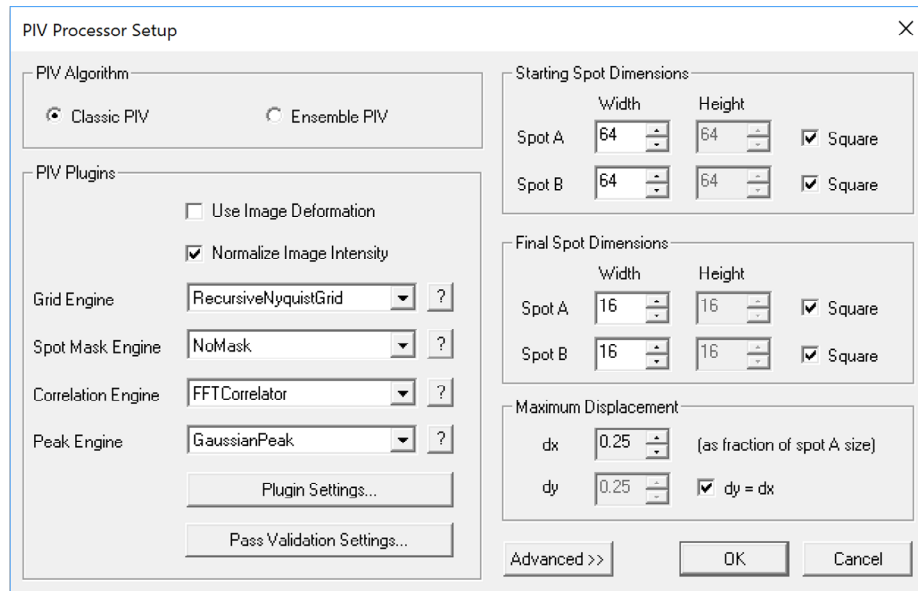 PIV Processor Setup
PIV Algorithm
Classic PIV
Ensemble PIV
PIV Plugins
Use Image Deformation
Normalize Image Intensity
Grid Engine RecursiveNyquistGrid ?
Spot Mask Engine NoMask ?
Correlation Engine FFTCorrelator ?
Peak Engine GaussianPeak ?
Plugin Settings...
Pass Validation Settings...
Starting Spot Dimensions
Width Height
Spot A 64 64 Square
Spot B 64 64 Square
Final Spot Dimensions
Width Height
Spot A 16 16 Square
Spot B 16 16 Square
Maximum Displacement
dx 0.25 (as fraction of spot A size)
dy 0.25 dy = dx
Advanced >> OK Cancel